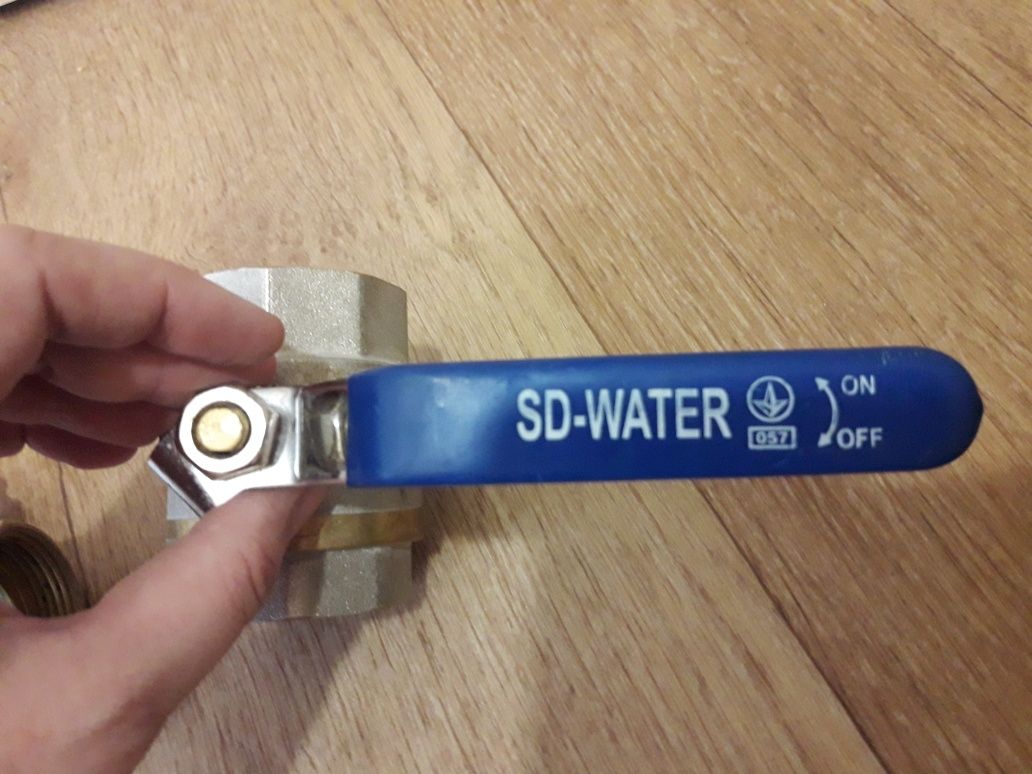 SD-WATER
057
ON
OFF